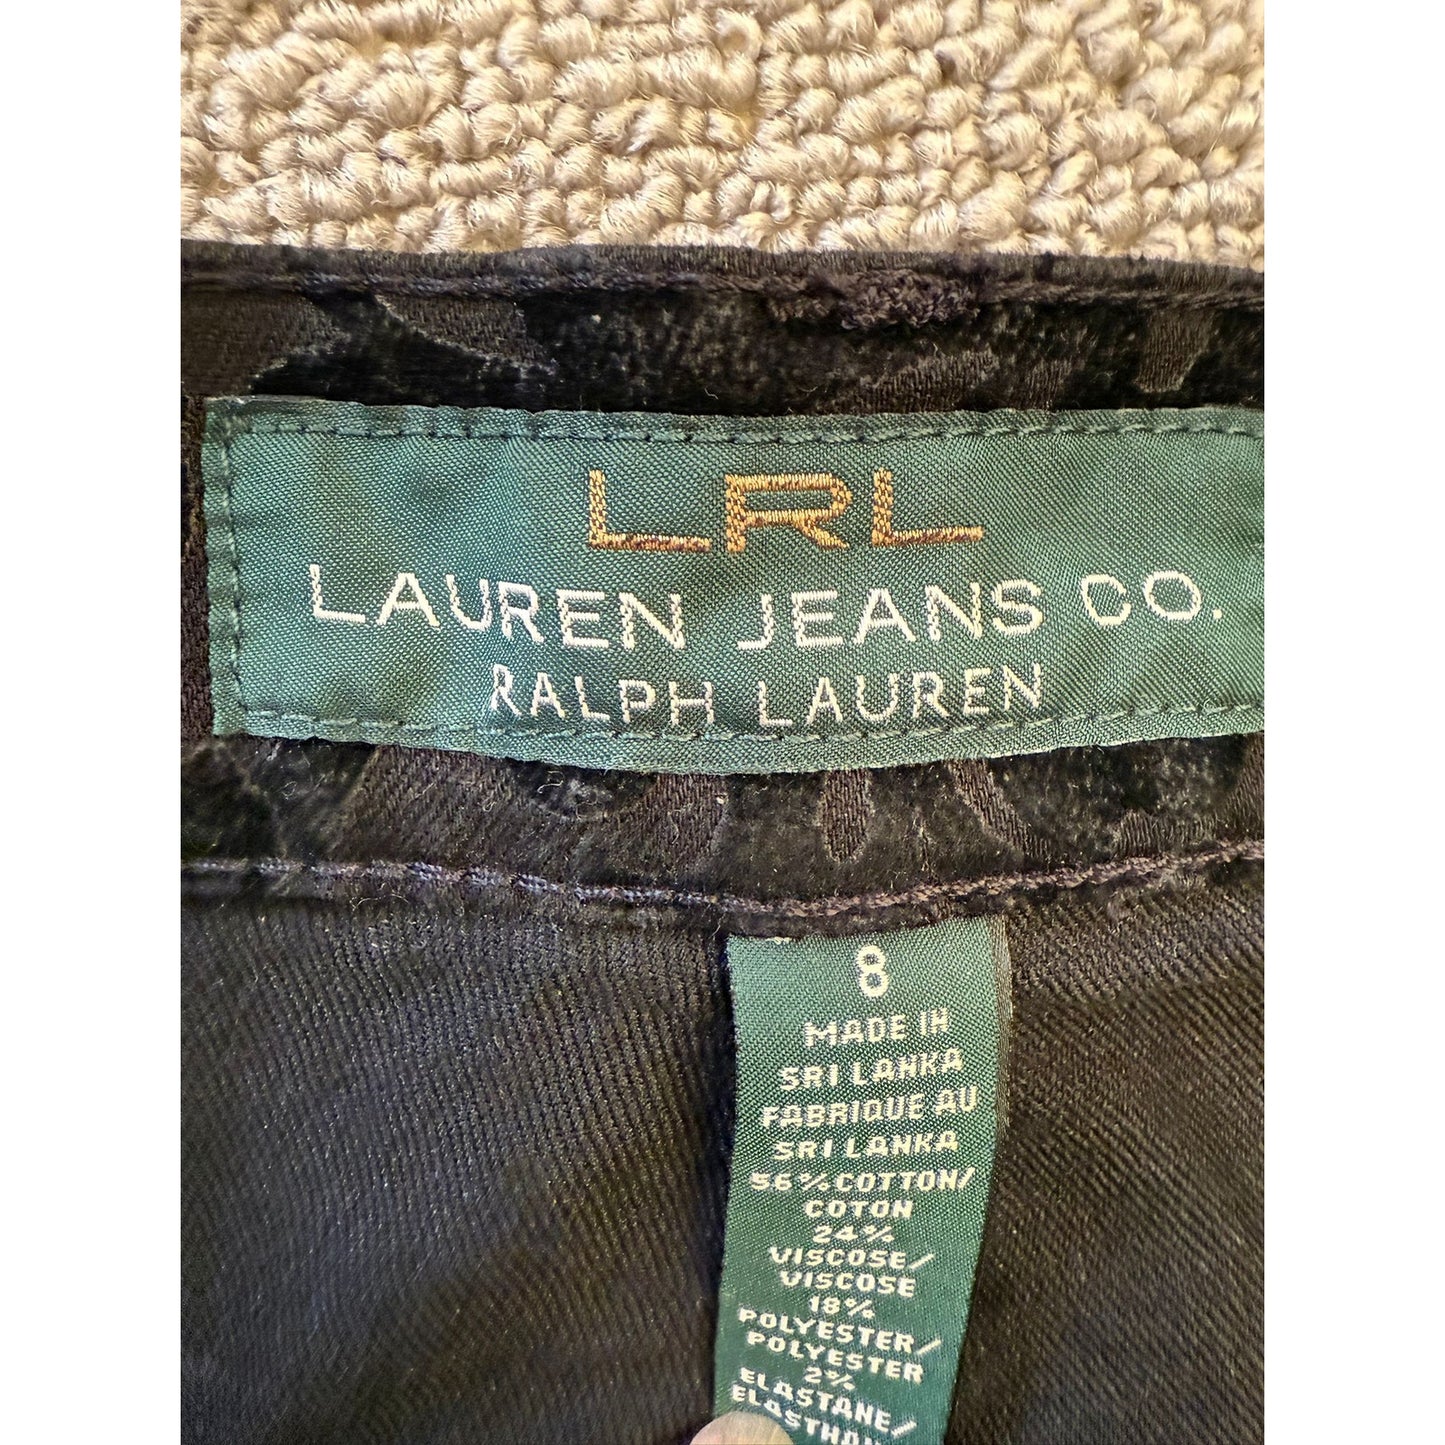 LRL
LAUREN JEANS CO.
RALPH LAUREN
8
MADE IN
SRI LANKA
FABRIQUE AU
SRI LANKA
56% COTTON/
COTON
24%
VISCOSE/
VISCOSE
18%
POLYESTER/
POLYESTER
2%
ELASTANE/